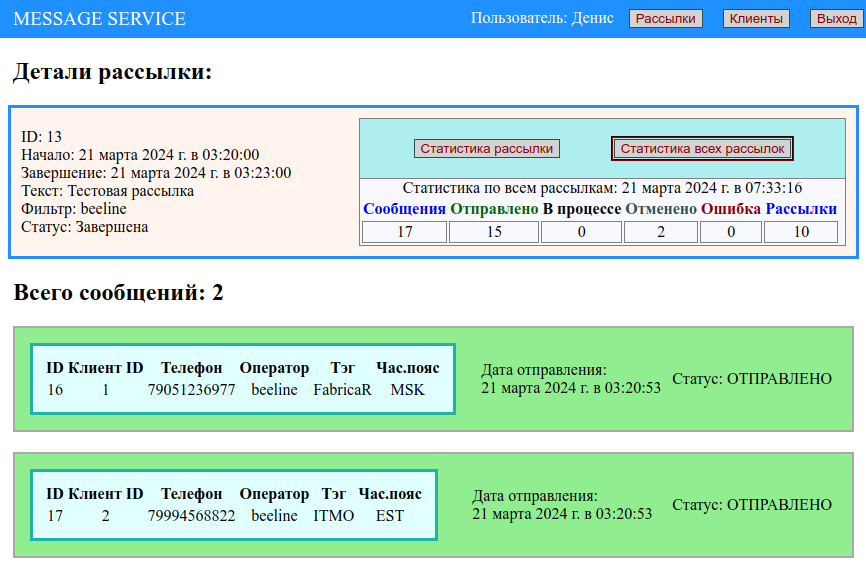 MESSAGE SERVICE
Пользователь: Денис Рассылки Клиенты Выход
Детали рассылки:
ID: 13
Начало: 21 марта 2024 г. в 03:20:00
Завершение: 21 марта 2024 г. в 03:23:00
Текст: Тестовая рассылка
Фильтр: beeline
Статус: Завершена
Статистика рассылки Статистика всех рассылок
Статистика по всем рассылкам: 21 марта 2024 г. в 07:33:16
Сообщения Отправлено В процессе Отменено Ошибка Рассылки
17 15 0 2 0 10
Всего сообщений: 2
ID Клиент ID Телефон Оператор Тэг Час.пояс
16 1 79051236977 beeline FabricaR MSK
Дата отправления:
21 марта 2024 г. в 03:20:53
Статус: ОТПРАВЛЕНО
ID Клиент ID Телефон Оператор Тэг Час.пояс
17 2 79994568822 beeline ITMO EST
Дата отправления:
21 марта 2024 г. в 03:20:53
Статус: ОТПРАВЛЕНО